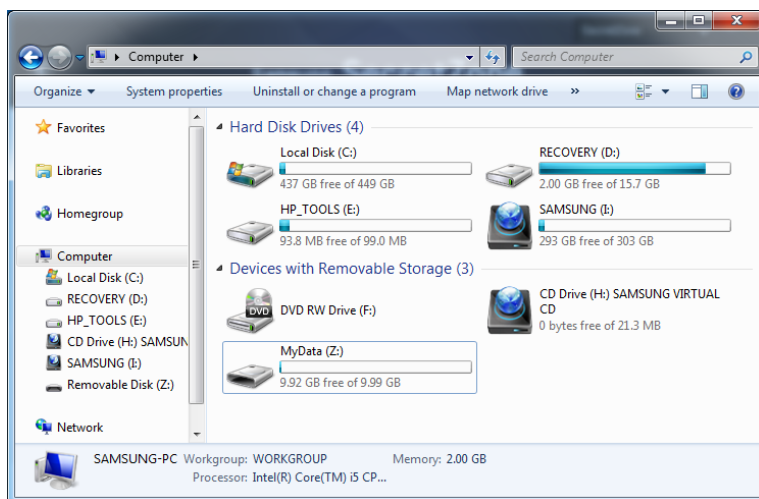 Computer
Search Computer
Organize
System properties
Uninstall or change a program
Map network drive
»
Favorites
Libraries
Homegroup
Computer
Local Disk (C:)
RECOVERY (D:)
HP_TOOLS (E:)
CD Drive (H:) SAMSUN
SAMSUNG (I:)
Removable Disk (Z:)
Network
Hard Disk Drives (4)
Local Disk (C:)
437 GB free of 449 GB
RECOVERY (D:)
2.00 GB free of 15.7 GB
HP_TOOLS (E:)
93.8 MB free of 99.0 MB
SAMSUNG (I:)
293 GB free of 303 GB
Devices with Removable Storage (3)
DVD
DVD RW Drive (F:)
CD Drive (H:) SAMSUNG VIRTUAL
CD
0 bytes free of 21.3 MB
MyData (Z:)
9.92 GB free of 9.99 GB
SAMSUNG-PC Workgroup: WORKGROUP Memory: 2.00 GB
Processor: Intel(R) Core(TM) i5 CP...